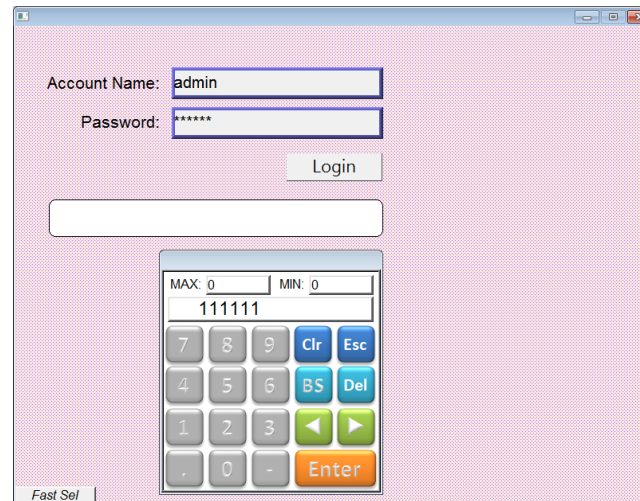 Account Name: admin
Password: ******
Login
MAX: 0 MIN: 0
111111
7 8 9 Clr Esc
4 5 6 BS Del
1 2 3
. 0 - Enter
Fast Sel